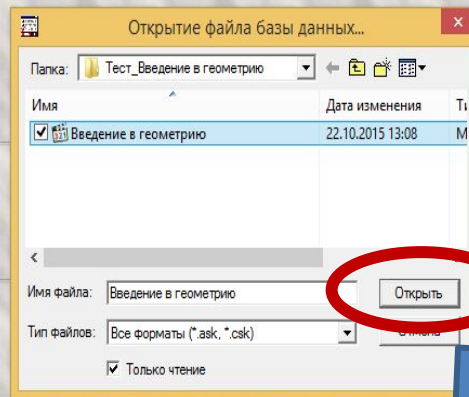 Открытие файла базы данных...
Папка: Тест_Введение в геометрию
Имя Дата изменения
Введение в геометрию 22.10.2015 13:08
Имя файла: Введение в геометрию Открыть
Тип файлов: Все форматы (*.ask, *.csk)
Только чтение